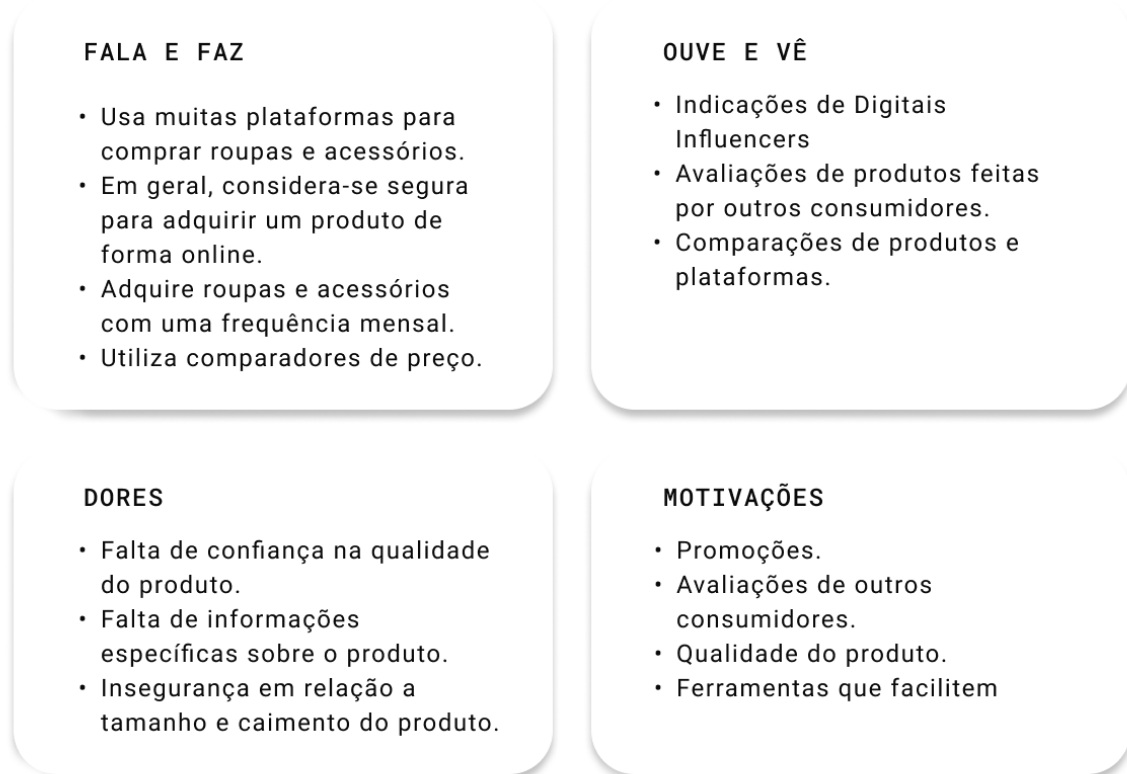 FALA E FAZ
• Usa muitas plataformas para
comprar roupas e acessórios.
• Em geral, considera-se segura
para adquirir um produto de
forma online.
• Adquire roupas e acessórios
com uma frequência mensal.
• Utiliza comparadores de preço.
OUVE E VÊ
• Indicações de Digitais
Influencers
• Avaliações de produtos feitas
por outros consumidores.
• Comparações de produtos e
plataformas.
DORES
• Falta de confiança na qualidade
do produto.
• Falta de informações
específicas sobre o produto.
• Insegurança em relação a
tamanho e caimento do produto.
MOTIVAÇÕES
• Promoções.
• Avaliações de outros
consumidores.
• Qualidade do produto.
• Ferramentas que facilitem